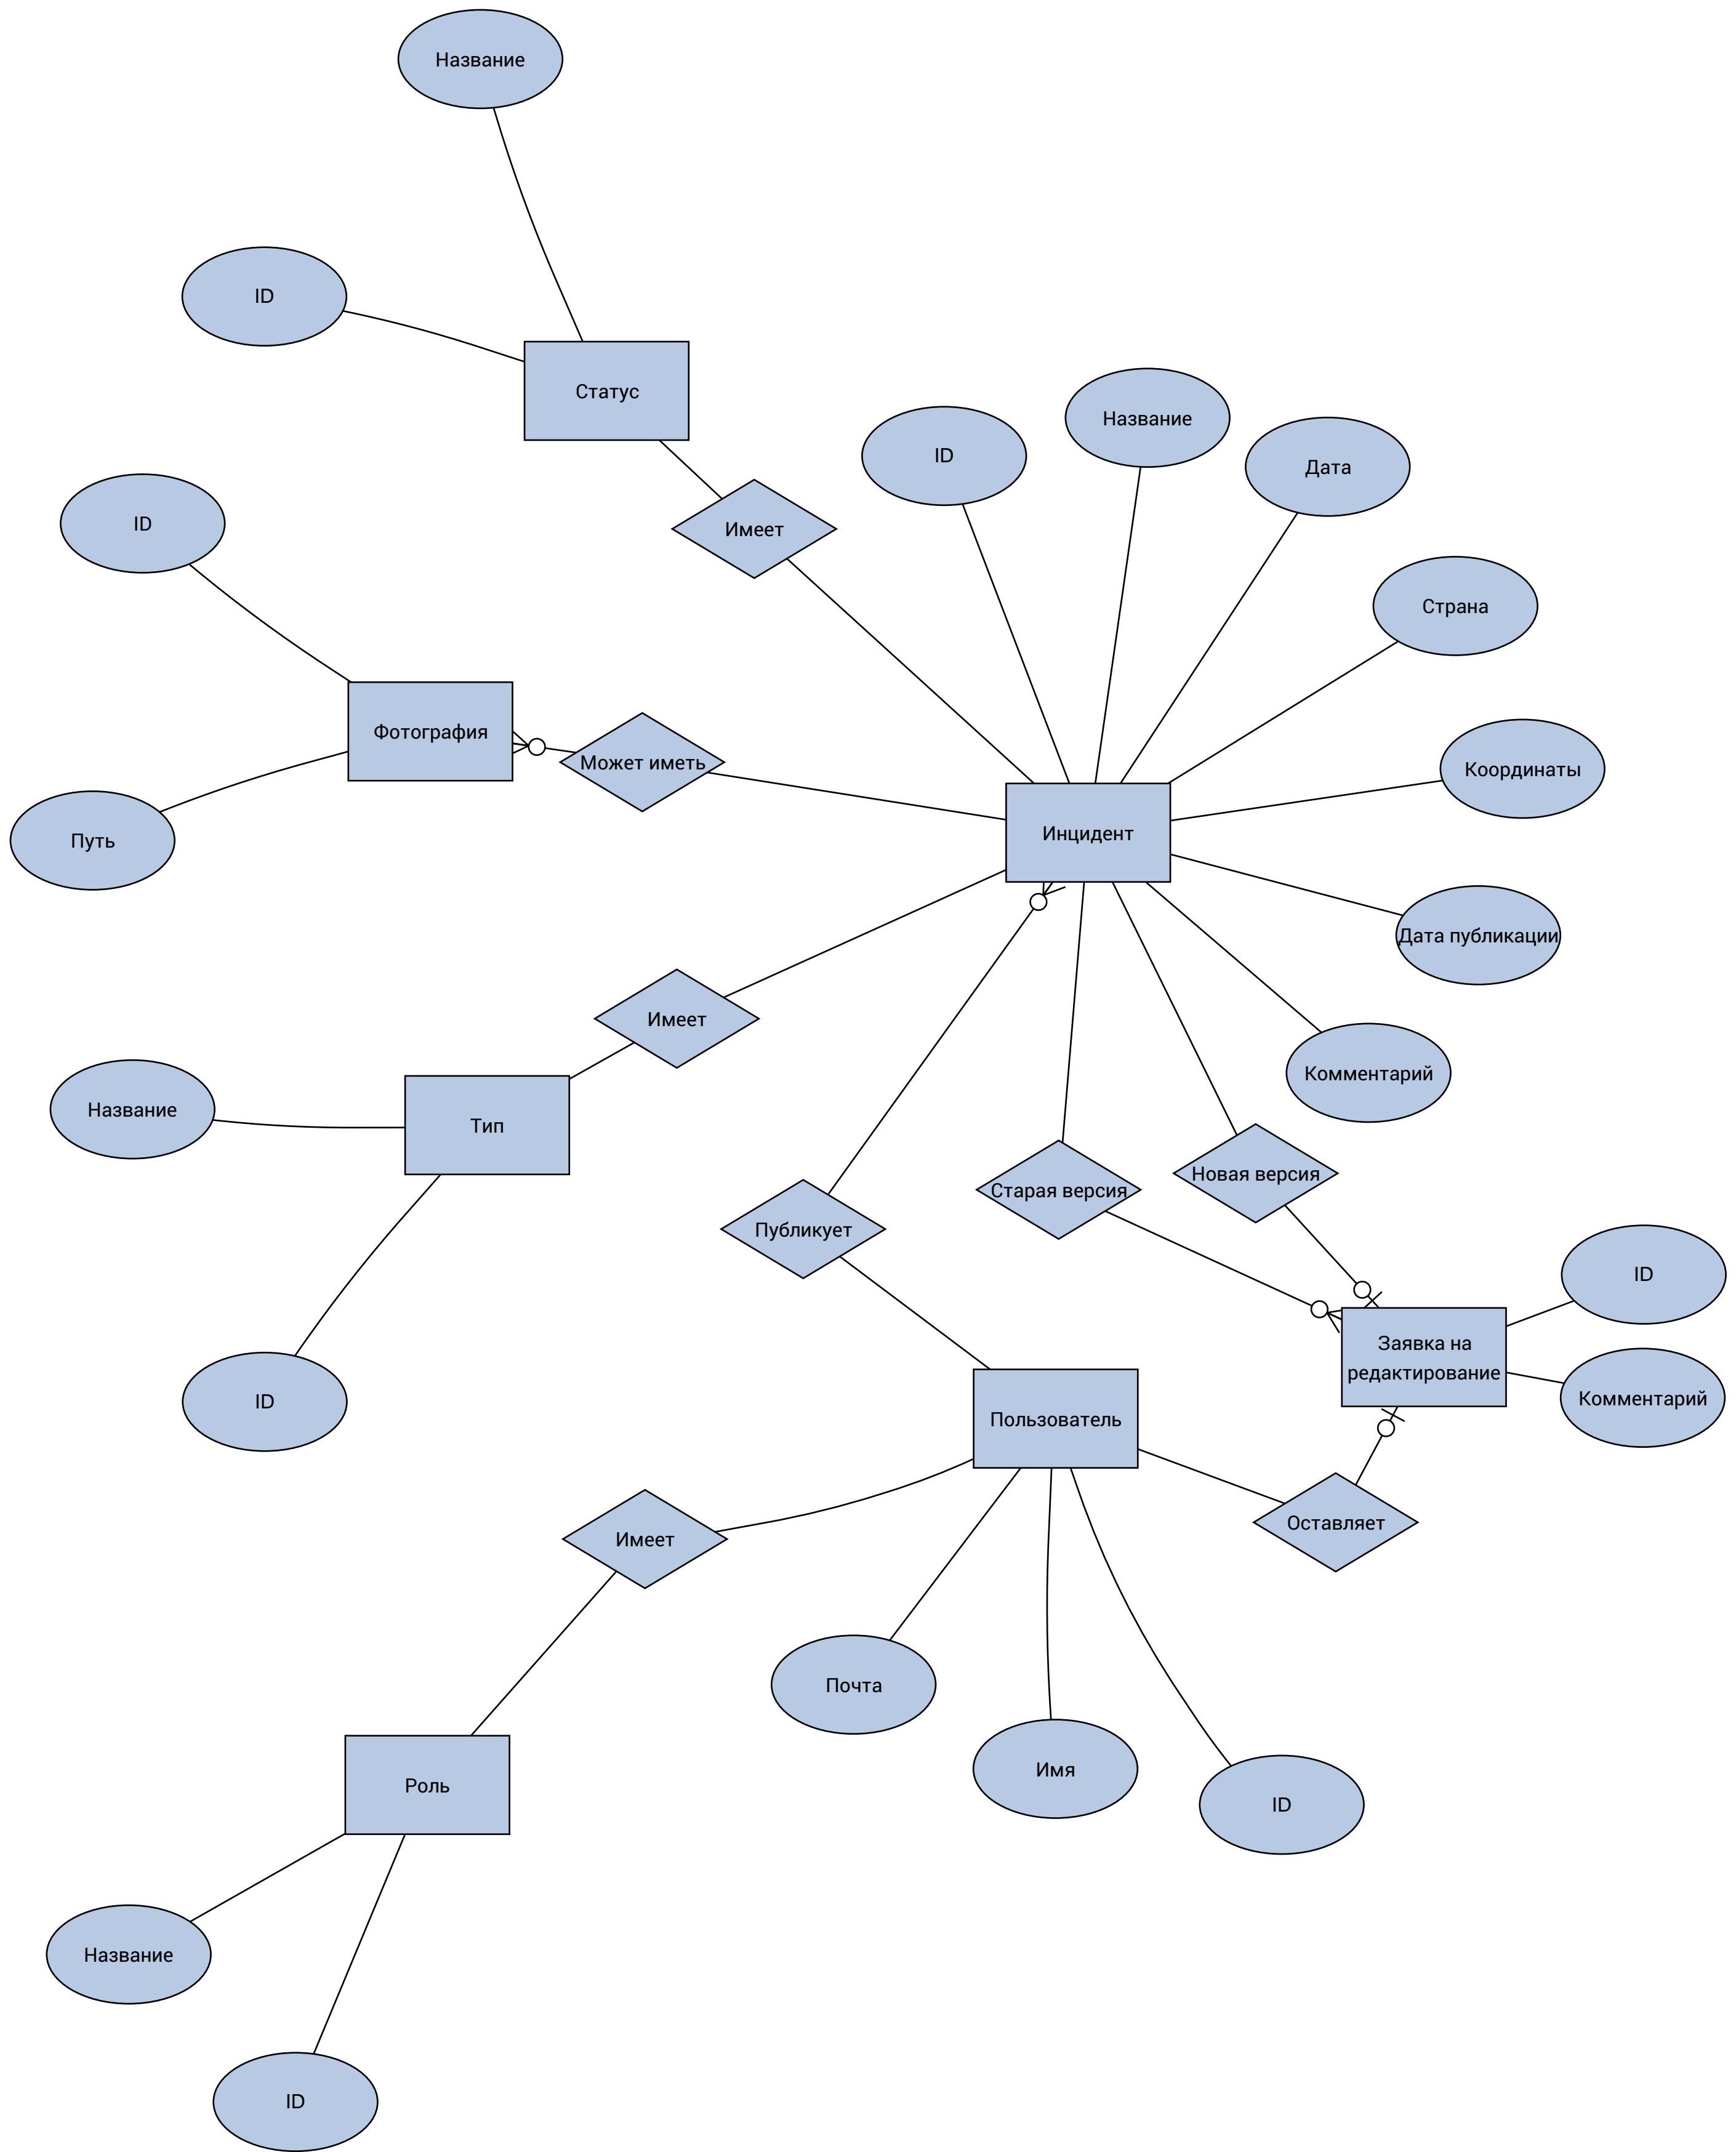 Название
ID
Статус
Название
ID
Дата
ID
Имеет
Страна
Фотография
Может иметь
Координаты
Инцидент
Путь
Дата публикации
Имеет
Комментарий
Название
Тип
Новая версия
Старая версия
Публикует
ID
Заявка на
редактирование
ID
Комментарий
Пользователь
Оставляет
Имеет
Почта
Имя
Роль
ID
Название
ID